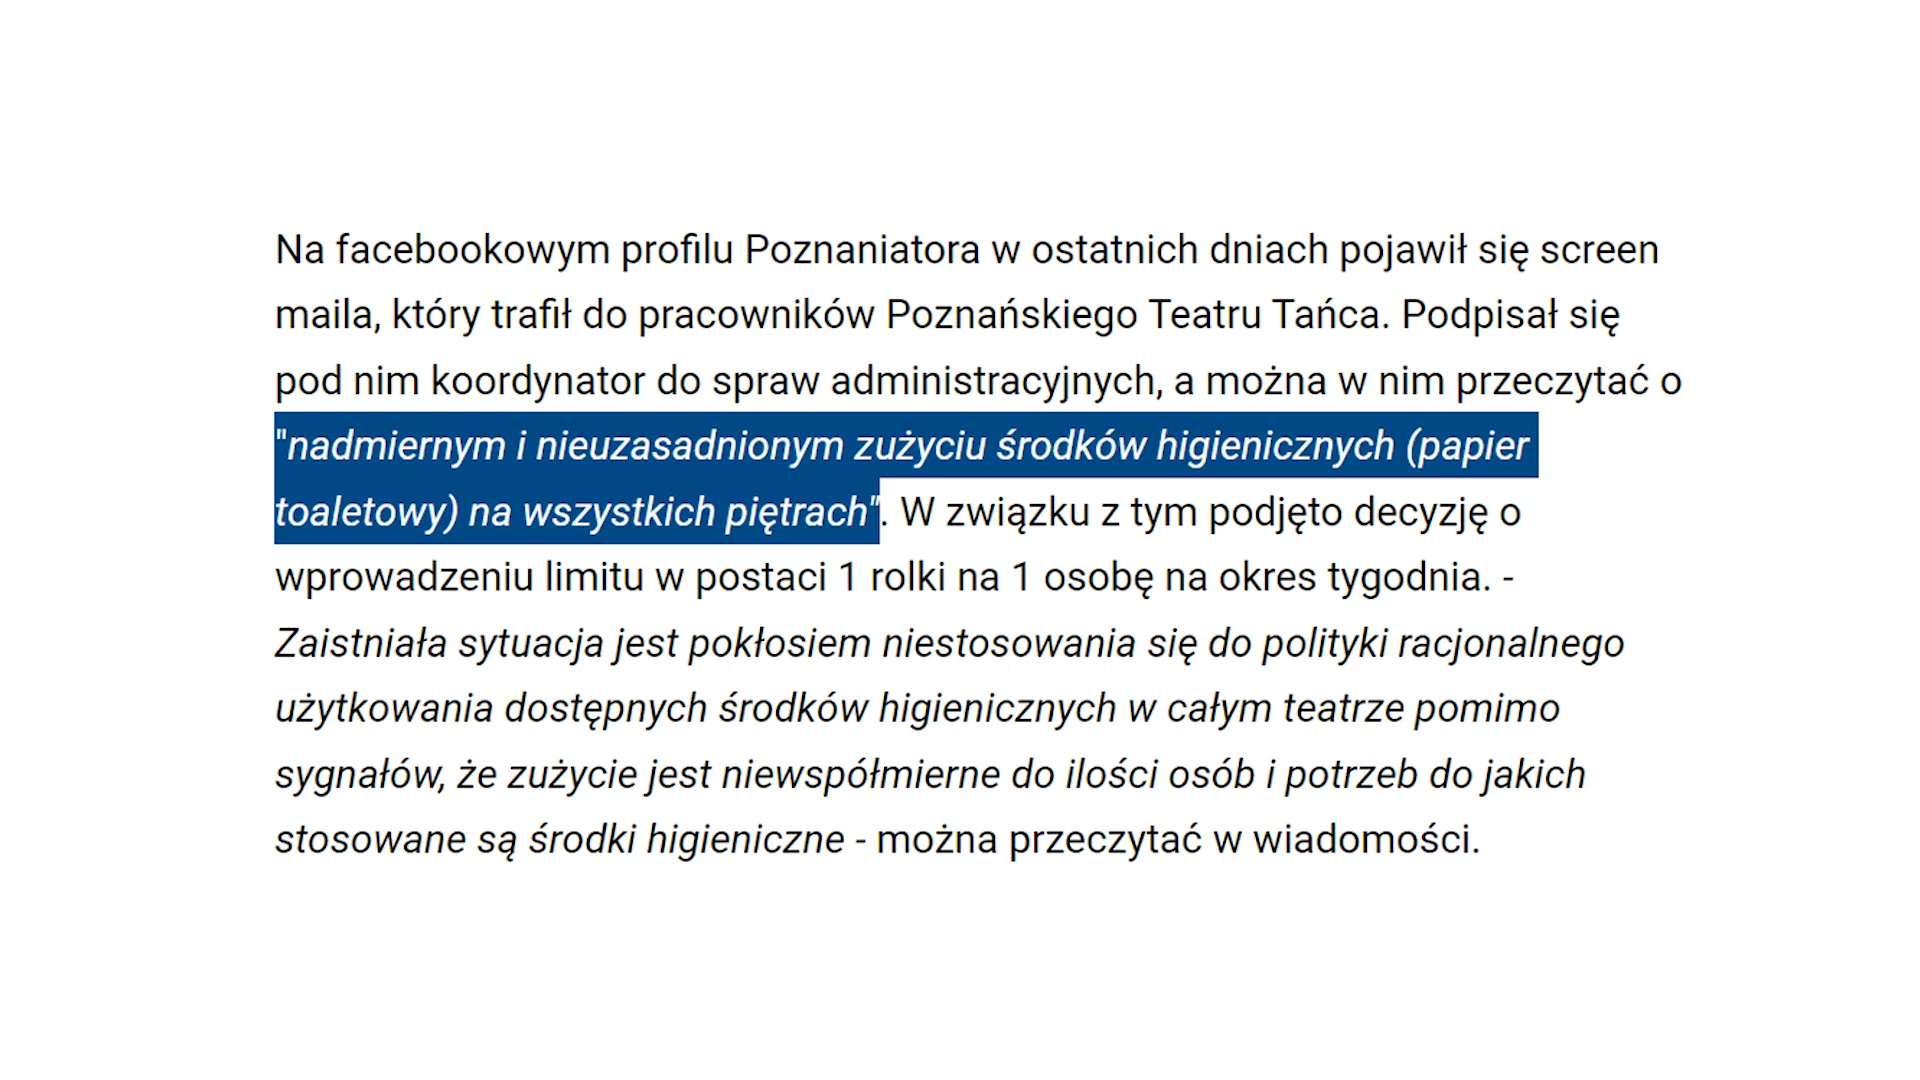 Na facebookowym profilu Poznaniatora w ostatnich dniach pojawił się screen
maila, który trafił do pracowników Poznańskiego Teatru Tańca. Podpisał się
pod nim koordynator do spraw administracyjnych, a można w nim przeczytać o
"nadmiernym i nieuzasadnionym zużyciu środków higienicznych (papier
toaletowy) na wszystkich piętrach". W związku z tym podjęto decyzję o
wprowadzeniu limitu w postaci 1 rolki na 1 osobę na okres tygodnia. -
Zaistniała sytuacja jest pokłosiem niestosowania się do polityki racjonalnego
użytkowania dostępnych środków higienicznych w całym teatrze pomimo
sygnałów, że zużycie jest niewspółmierne do ilości osób i potrzeb do jakich
stosowane są środki higieniczne - można przeczytać w wiadomości.